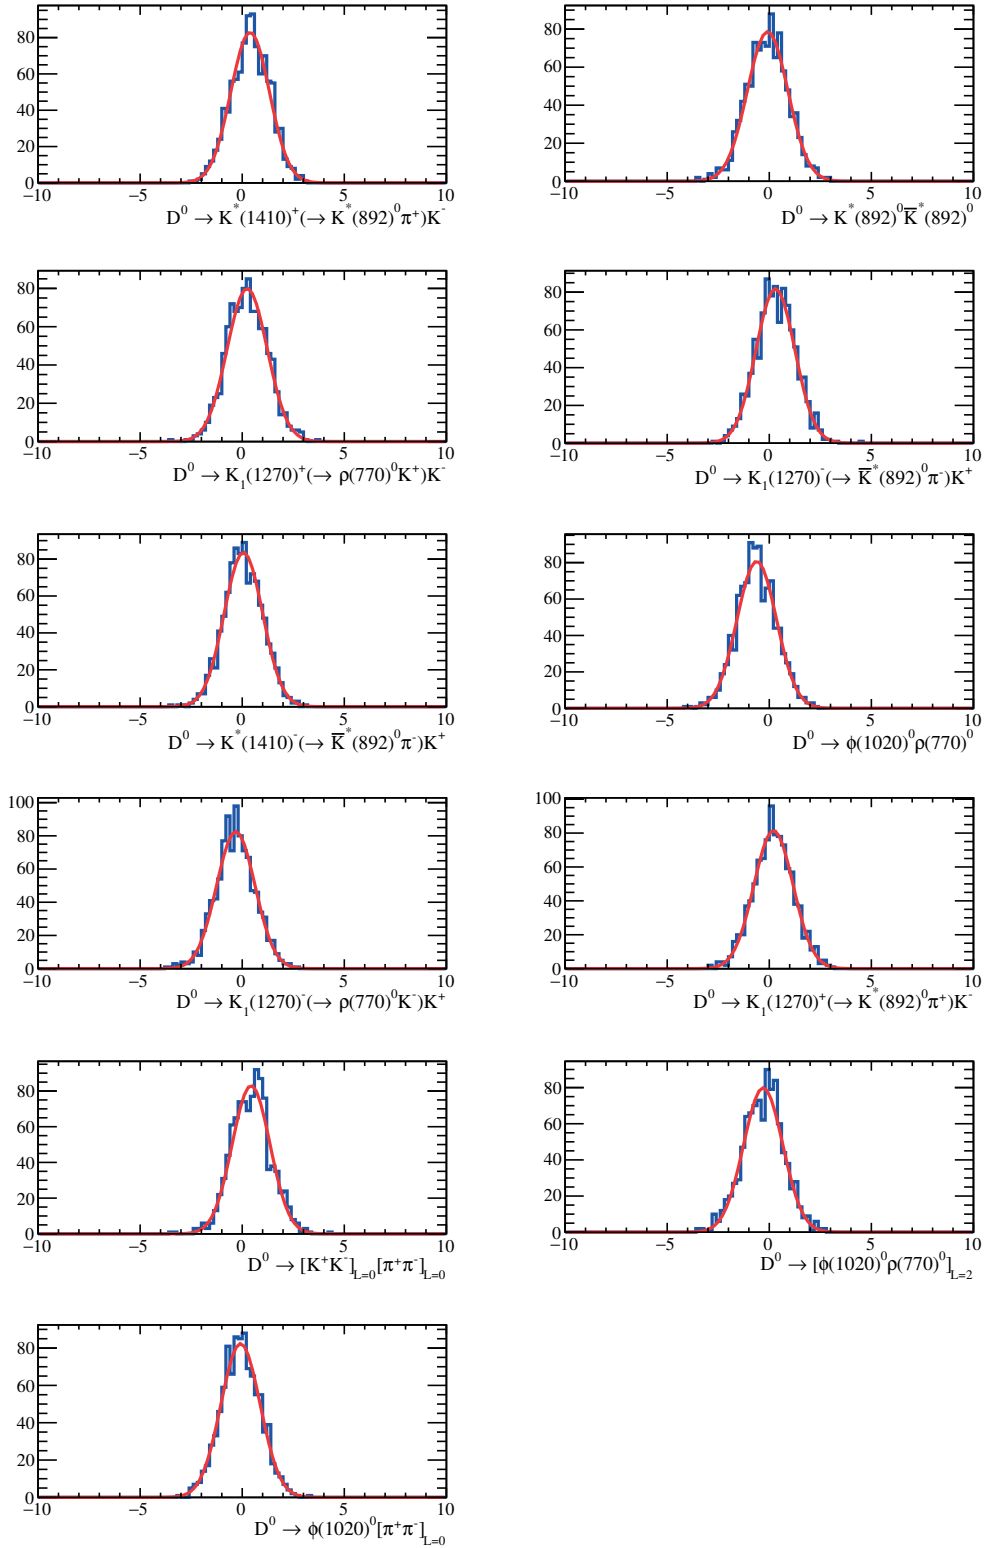 80
60
40
20
0
−10 −5 0 5 10
D⁰ → K*(1410)⁺(→ K*(892)⁰π⁺)K⁻
80
60
40
20
0
−10 −5 0 5 10
D⁰ → K*(892)⁰K̅*(892)⁰
80
60
40
20
0
−10 −5 0 5 10
D⁰ → K₁(1270)⁺(→ ρ(770)⁰K⁺)K⁻
80
60
40
20
0
−10 −5 0 5 10
D⁰ → K₁(1270)⁻(→ K̅*(892)⁰π⁻)K⁺
80
60
40
20
0
−10 −5 0 5 10
D⁰ → K*(1410)⁻(→ K̅*(892)⁰π⁻)K⁺
80
60
40
20
0
−10 −5 0 5 10
D⁰ → ϕ(1020)⁰ρ(770)⁰
100
80
60
40
20
0
−10 −5 0 5 10
D⁰ → K₁(1270)⁻(→ ρ(770)⁰K⁻)K⁺
100
80
60
40
20
0
−10 −5 0 5 10
D⁰ → K₁(1270)⁺(→ K*(892)⁰π⁺)K⁻
80
60
40
20
0
−10 −5 0 5 10
D⁰ → [K⁺K⁻]L=0[π⁺π⁻]L=0
80
60
40
20
0
−10 −5 0 5 10
D⁰ → [ϕ(1020)⁰ρ(770)⁰]L=2
80
60
40
20
0
−10 −5 0 5 10
D⁰ → ϕ(1020)⁰[π⁺π⁻]L=0